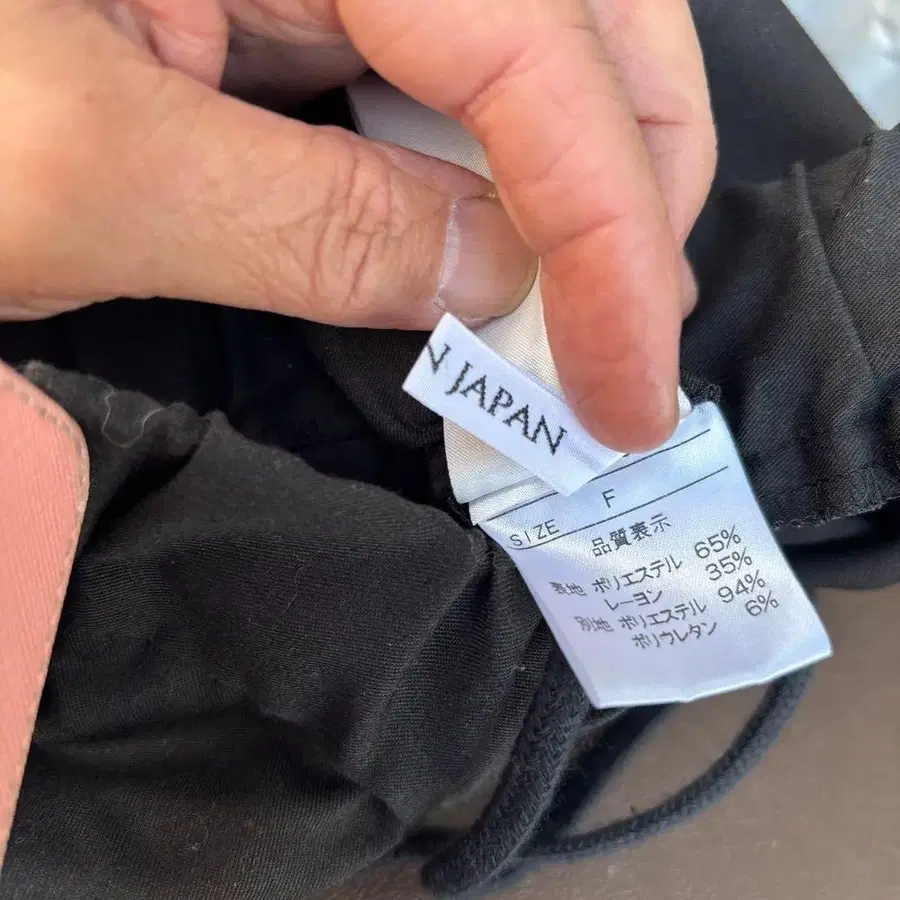 N JAPAN
SIZE F
品質表示
表地 ポリエステル 65%
レーヨン 35%
別地 ポリエステル 94%
ポリウレタン 6%